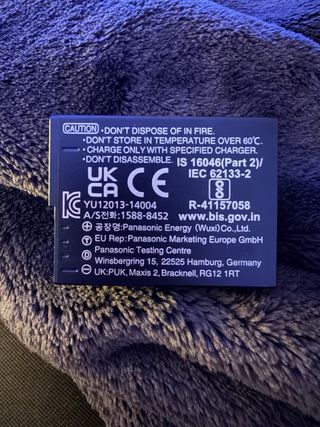 CAUTION •DON'T DISPOSE OF IN FIRE.
•DON'T STORE IN TEMPERATURE OVER 60℃.
•CHARGE ONLY WITH SPECIFIED CHARGER.
•DON'T DISASSEMBLE. IS 16046(Part 2)/
IEC 62133-2
UK
CA CE
R-41157058
YU12013-14004 www.bis.gov.in
A/S전화:1588-8452
공장명:Panasonic Energy (Wuxi) Co., Ltd.
EU Rep: Panasonic Marketing Europe GmbH
Panasonic Testing Centre
Winsbergring 15, 22525 Hamburg, Germany
UK:PUK, Maxis 2, Bracknell, RG12 1RT